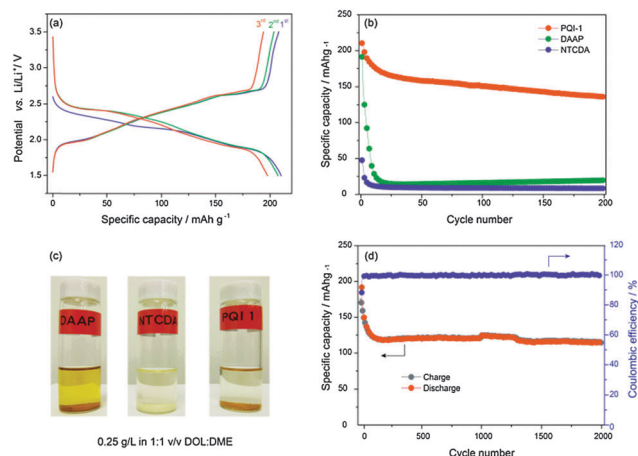 (a)
3rd
2nd
1st
3.5
3.0
2.5
2.0
1.5
Potential vs. Li/Li+/V
0
50
100
150
200
Specific capacity / mAh g-1
(b)
PQI-1
DAAP
NTCDA
250
200
150
100
50
0
Specific capacity / mAhg-1
0
50
100
150
200
Cycle number
(c)
DAAP
NTCDA
PQI 1
0.25 g/L in 1:1 v/v DOL:DME
(d)
250
200
150
100
50
0
Specific capacity / mAhg-1
Charge
Discharge
120
100
80
60
40
20
0
Coulombic efficiency / %
0
500
1000
1250
1500
2000
Cycle number